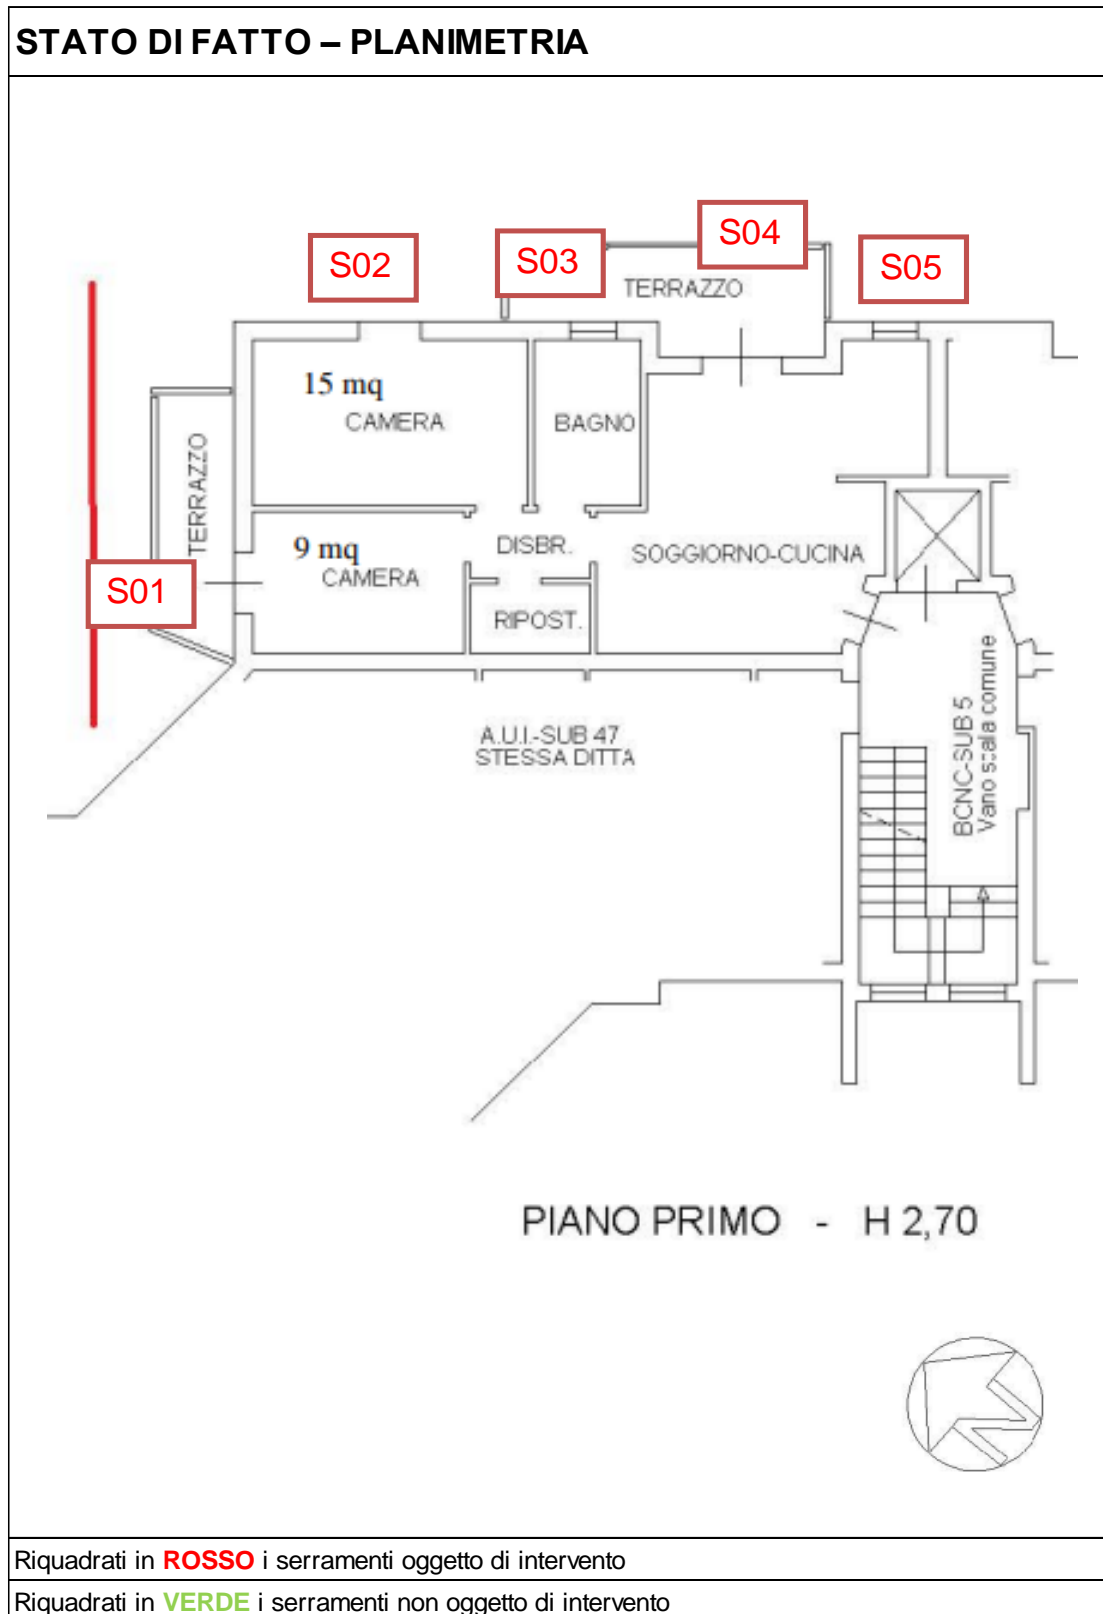 STATO DI FATTO – PLANIMETRIA
S04
S02
S03
S05
TERRAZZO
15 mq
CAMERA
BAGNO
TERRAZZO
9 mq
CAMERA
DISBR.
SOGGIORNO-CUCINA
S01
RIPOST.
A.U.I.-SUB 47
STESSA DITTA
BCNC-SUB 5
Vano scala comune
PIANO PRIMO - H 2,70
N
Riquadrati in ROSSO i serramenti oggetto di intervento
Riquadrati in VERDE i serramenti non oggetto di intervento